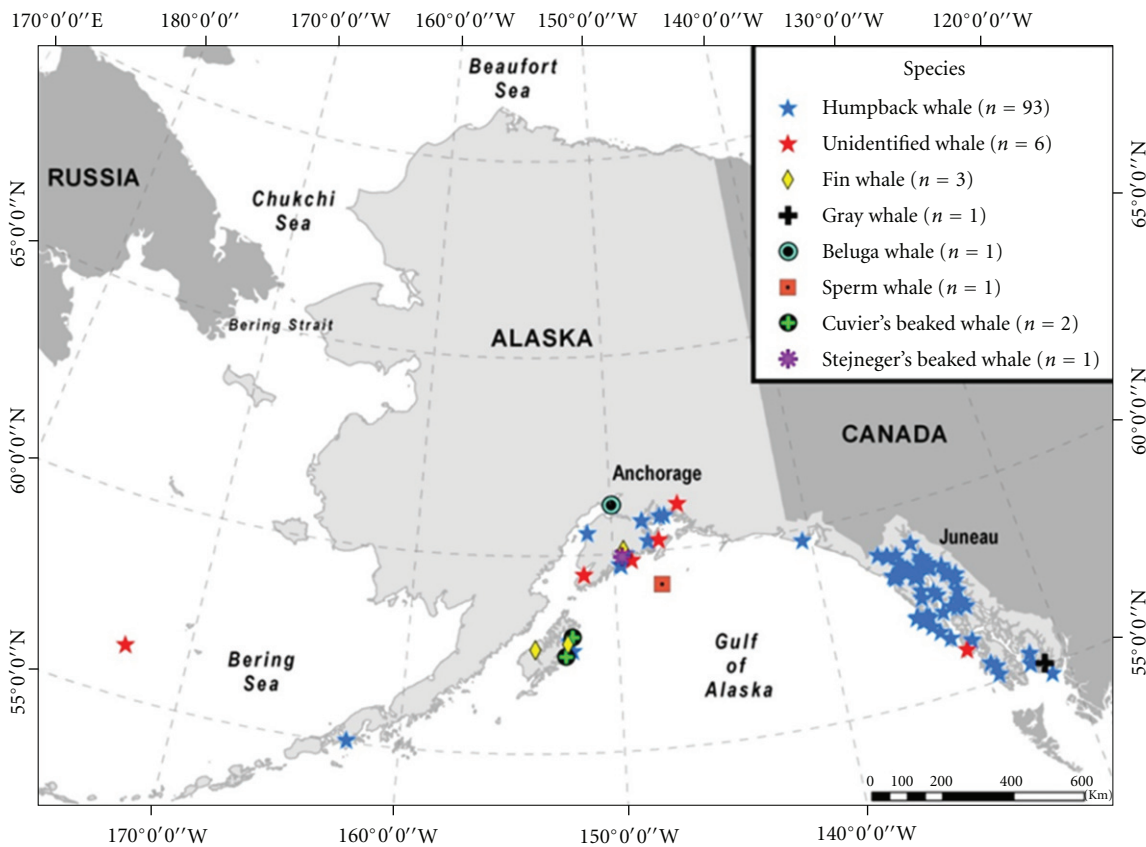 170°0′0″E 180°0′0″ 170°0′0″W 160°0′0″W 150°0′0″W 140°0′0″W 130°0′0″W 120°0′0″W
Beaufort
Sea
Species
Humpback whale (n = 93)
Unidentified whale (n = 6)
Fin whale (n = 3)
Gray whale (n = 1)
Beluga whale (n = 1)
Sperm whale (n = 1)
Cuvier's beaked whale (n = 2)
Stejneger's beaked whale (n = 1)
RUSSIA
Chukchi
Sea
65°0′0″N
65°0′0″N
Bering Strait
ALASKA
CANADA
60°0′0″N
60°0′0″N
Anchorage
Juneau
Bering
Sea
Gulf
of
Alaska
55°0′0″N
55°0′0″N
0 100 200 400 600
(Km)
170°0′0″W 160°0′0″W 150°0′0″W 140°0′0″W